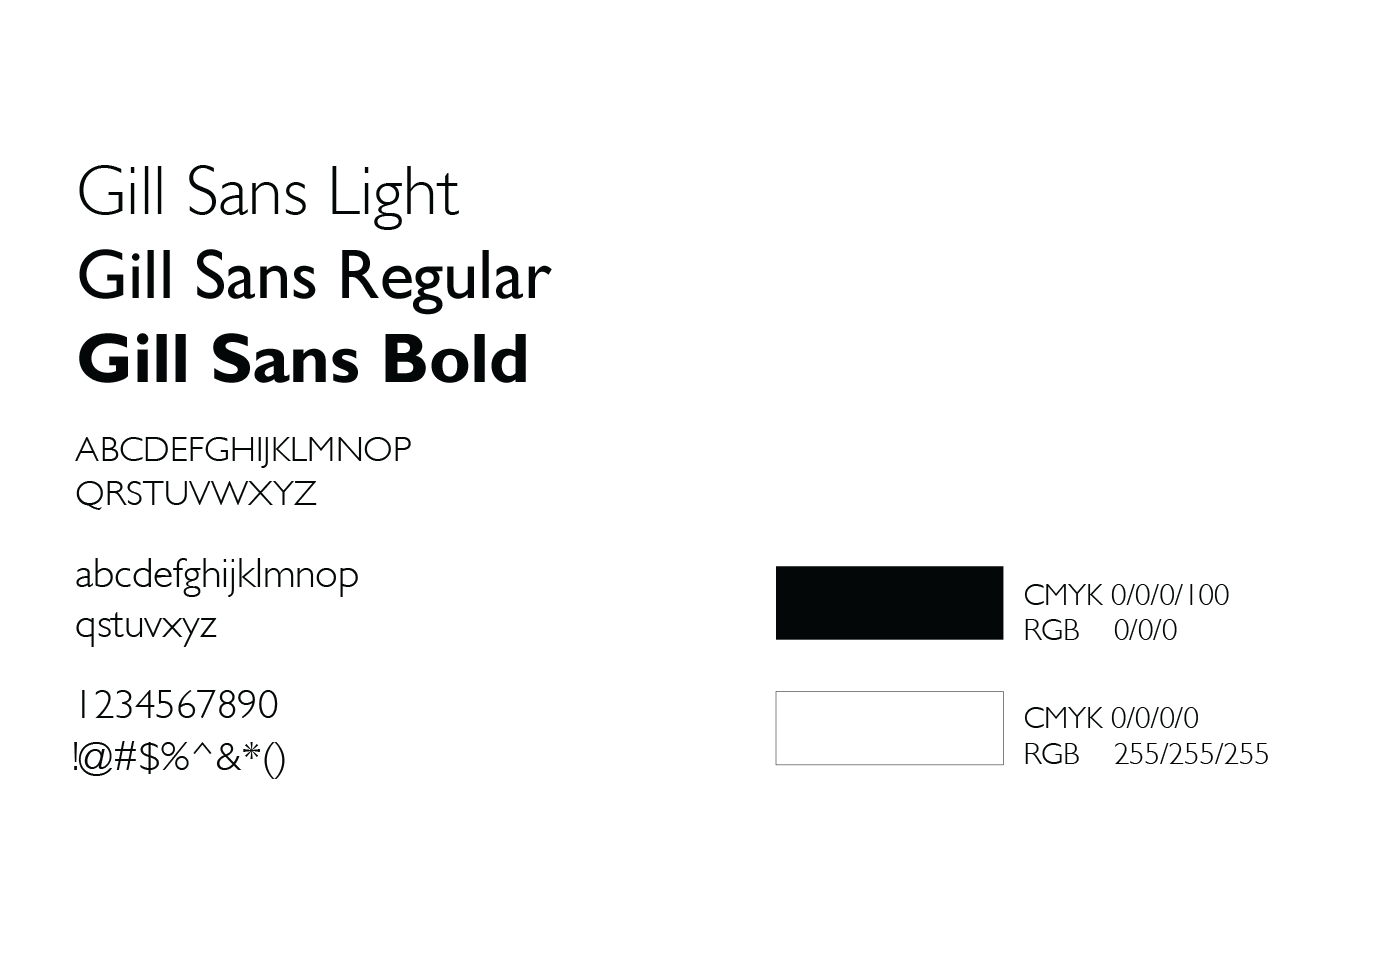 Gill Sans Light
Gill Sans Regular
Gill Sans Bold
ABCDEFGHIJKLMNOP
QRSTUVWXYZ
abcdefghijklmnop
qstuvxyz
1234567890
!@#$%^&*()
CMYK 0/0/0/100
RGB 0/0/0
CMYK 0/0/0/0
RGB 255/255/255